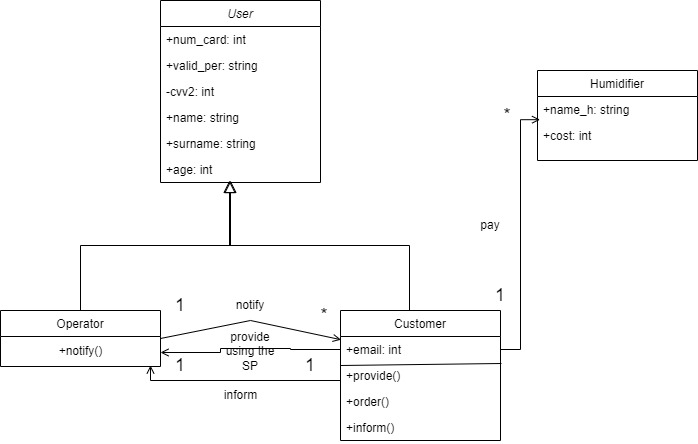 User
+num_card: int
+valid_per: string
-cvv2: int
+name: string
+surname: string
+age: int
Humidifier
+name_h: string
+cost: int
*
pay
1
Operator
+notify()
1
notify
*
provide
using the
SP
1
1
inform
Customer
+email: int
+provide()
+order()
+inform()